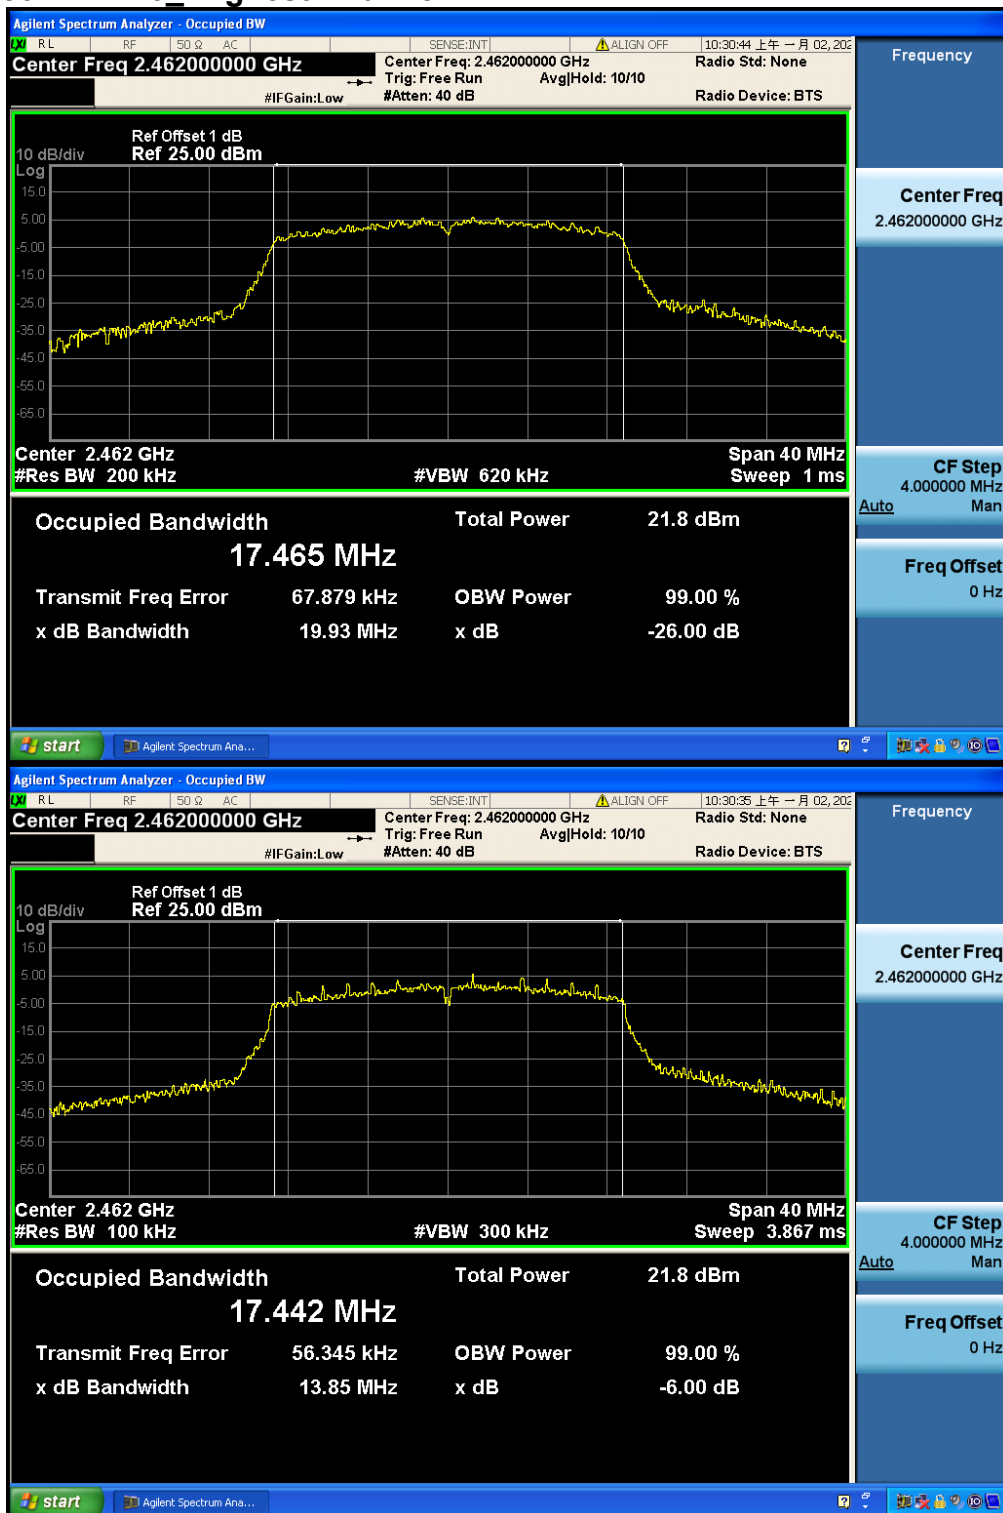 Agilent Spectrum Analyzer - Occupied BW
LXI RL RF 50 Ω AC SENSE:INT ALIGN OFF 10:30:44 上午 一月 02, 202
Center Freq 2.462000000 GHz
Center Freq: 2.462000000 GHz
Radio Std: None
Trig: Free Run Avg|Hold: 10/10
#IFGain:Low #Atten: 40 dB Radio Device: BTS
Ref Offset 1 dB
10 dB/div Ref 25.00 dBm
Log
15.0
5.00
-5.00
-15.0
-25.0
-35.0
-45.0
-55.0
-65.0
Center 2.462 GHz Span 40 MHz
#Res BW 200 kHz #VBW 620 kHz Sweep 1 ms
Occupied Bandwidth Total Power 21.8 dBm
17.465 MHz
Transmit Freq Error 67.879 kHz OBW Power 99.00 %
x dB Bandwidth 19.93 MHz x dB -26.00 dB
Frequency
Center Freq
2.462000000 GHz
CF Step
4.000000 MHz
Auto Man
Freq Offset
0 Hz
start Agilent Spectrum Ana...
Agilent Spectrum Analyzer - Occupied BW
LXI RL RF 50 Ω AC SENSE:INT ALIGN OFF 10:30:35 上午 一月 02, 202
Center Freq 2.462000000 GHz
Center Freq: 2.462000000 GHz
Radio Std: None
Trig: Free Run Avg|Hold: 10/10
#IFGain:Low #Atten: 40 dB Radio Device: BTS
Ref Offset 1 dB
10 dB/div Ref 25.00 dBm
Log
15.0
5.00
-5.00
-15.0
-25.0
-35.0
-45.0
-55.0
-65.0
Center 2.462 GHz Span 40 MHz
#Res BW 100 kHz #VBW 300 kHz Sweep 3.867 ms
Occupied Bandwidth Total Power 21.8 dBm
17.442 MHz
Transmit Freq Error 56.345 kHz OBW Power 99.00 %
x dB Bandwidth 13.85 MHz x dB -6.00 dB
Frequency
Center Freq
2.462000000 GHz
CF Step
4.000000 MHz
Auto Man
Freq Offset
0 Hz
start Agilent Spectrum Ana...